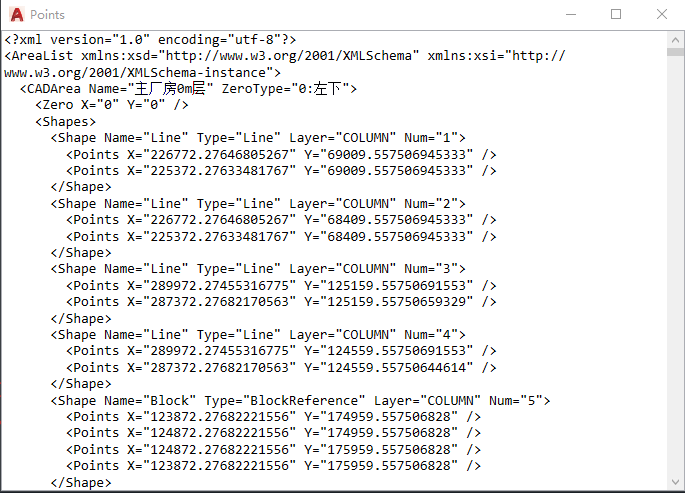 Points
<?xml version="1.0" encoding="utf-8"?>
<AreaList xmlns:xsd="http://www.w3.org/2001/XMLSchema" xmlns:xsi="http://
www.w3.org/2001/XMLSchema-instance">
  <CADArea Name="主厂房0m层" ZeroType="0:左下">
    <Zero X="0" Y="0" />
    <Shapes>
      <Shape Name="Line" Type="Line" Layer="COLUMN" Num="1">
        <Points X="226772.27646805267" Y="69009.557506945333" />
        <Points X="225372.27633481767" Y="69009.557506945333" />
      </Shape>
      <Shape Name="Line" Type="Line" Layer="COLUMN" Num="2">
        <Points X="226772.27646805267" Y="68409.557506945333" />
        <Points X="225372.27633481767" Y="68409.557506945333" />
      </Shape>
      <Shape Name="Line" Type="Line" Layer="COLUMN" Num="3">
        <Points X="289972.27455316775" Y="125159.55750691553" />
        <Points X="287372.27682170563" Y="125159.55750659329" />
      </Shape>
      <Shape Name="Line" Type="Line" Layer="COLUMN" Num="4">
        <Points X="289972.27455316775" Y="124559.55750691553" />
        <Points X="287372.27682170563" Y="124559.55750644614" />
      </Shape>
      <Shape Name="Block" Type="BlockReference" Layer="COLUMN" Num="5">
        <Points X="123872.27682221556" Y="174959.557506828" />
        <Points X="124872.27682221556" Y="174959.557506828" />
        <Points X="124872.27682221556" Y="175959.557506828" />
        <Points X="123872.27682221556" Y="175959.557506828" />
      </Shape>